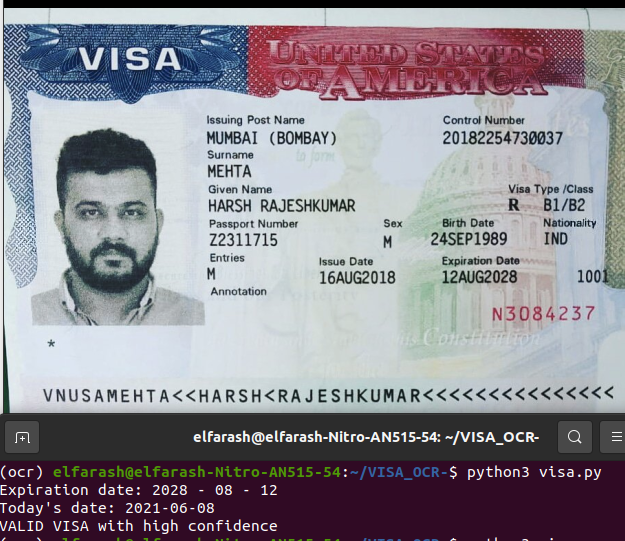 VISA
UNITED STATES
OF AMERICA
Issuing Post Name Control Number
MUMBAI (BOMBAY) 20182254730037
Surname
MEHTA
Given Name Visa Type /Class
HARSH RAJESHKUMAR R B1/B2
Passport Number Sex Birth Date Nationality
Z2311715 M 24SEP1989 IND
Entries Issue Date Expiration Date
M 16AUG2018 12AUG2028 1001
Annotation
N3084237
Constitution
*
VNUSAMEHTA<<HARSH<RAJESHKUMAR<<<<<<<<<<<<<<<
elfarash@elfarash-Nitro-AN515-54: ~/VISA_OCR-
(ocr) elfarash@elfarash-Nitro-AN515-54:~/VISA_OCR-$ python3 visa.py
Expiration date: 2028 - 08 - 12
Today's date: 2021-06-08
VALID VISA with high confidence